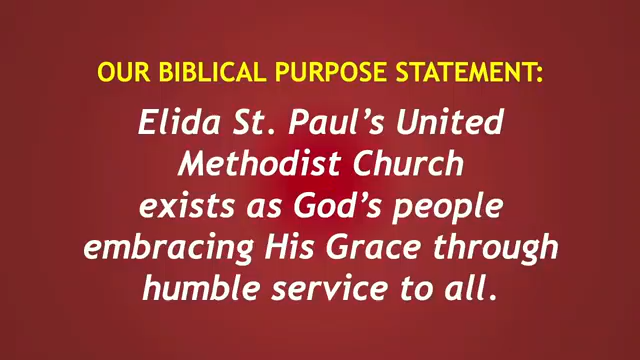 OUR BIBLICAL PURPOSE STATEMENT:
Elida St. Paul's United
Methodist Church
exists as God's people
embracing His Grace through
humble service to all.